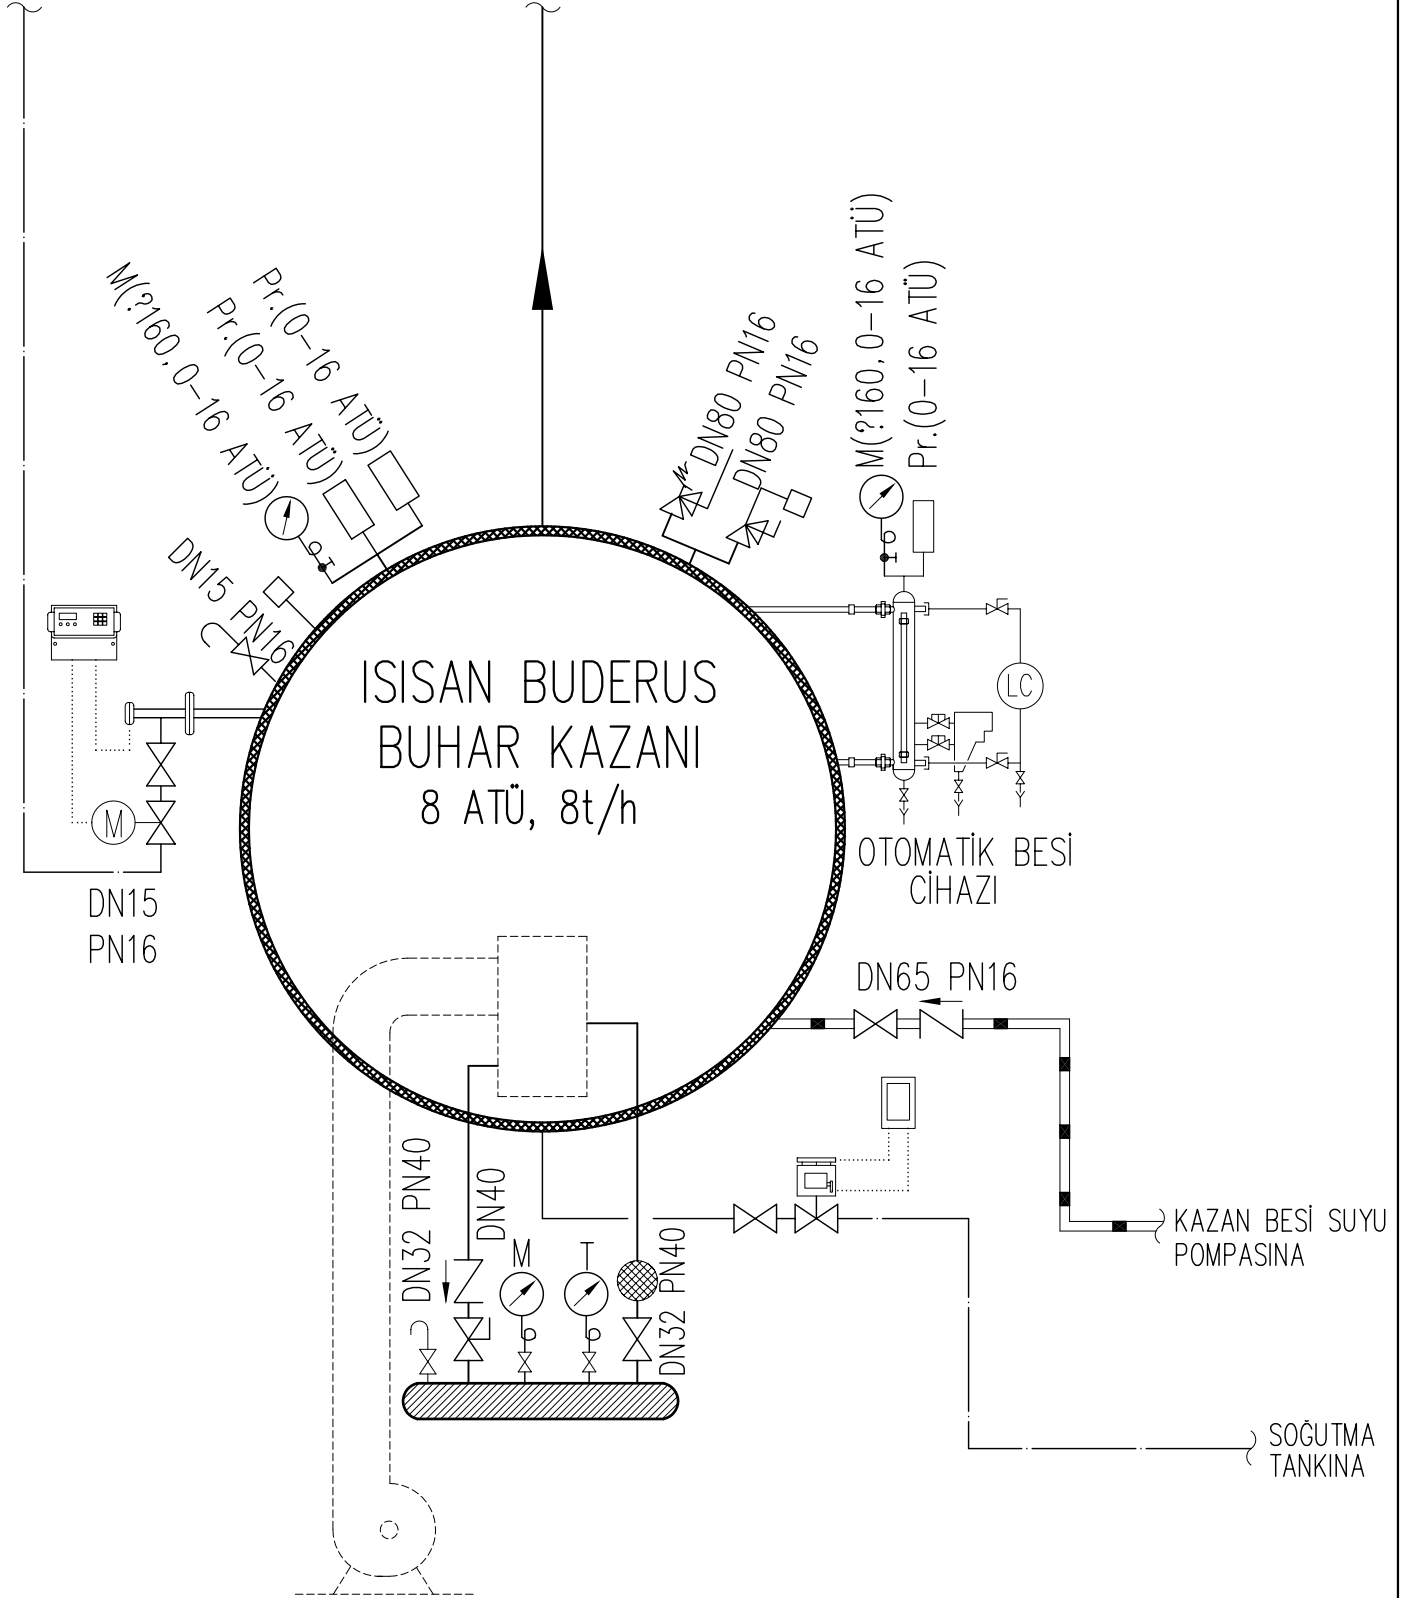 M(?160,0-16 ATÜ)
Pr.(0-16 ATÜ)
Pr.(0-16 ATÜ)
DN80 PN16
DN80 PN16
M(?160,0-16 ATÜ)
Pr.(0-16 ATÜ)
DN15 PN16
ISISAN BUDERUS
BUHAR KAZANI
8 ATÜ, 8t/h
LC
M
OTOMATİK BESİ
CİHAZI
DN15
PN16
DN65 PN16
DN32 PN40
DN40
M
T
DN32 PN40
KAZAN BESİ SUYU
POMPASINA
SOĞUTMA
TANKINA